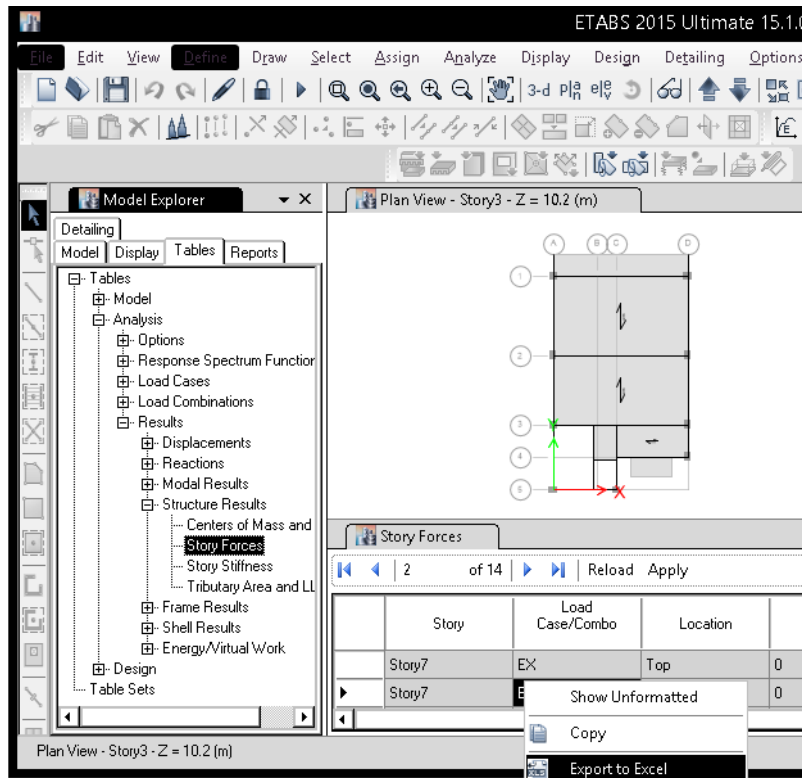 ETABS 2015 Ultimate 15.1.0
File Edit View Define Draw Select Assign Analyze Display Design Detailing Options
3-d
Model Explorer
Detailing
Model Display Tables Reports
Tables
Model
Analysis
Options
Response Spectrum Function
Load Cases
Load Combinations
Results
Displacements
Reactions
Modal Results
Structure Results
Centers of Mass and
Story Forces
Story Stiffness
Tributary Area and LL
Frame Results
Shell Results
Energy/Virtual Work
Design
Table Sets
Plan View - Story3 - Z = 10.2 (m)
A B C D
1
2
3
4
5
X
Story Forces
2 of 14 Reload Apply
Story Load Case/Combo Location
Story7 EX Top 0
Story7 E 0
Show Unformatted
Copy
Export to Excel
Plan View - Story3 - Z = 10.2 (m)